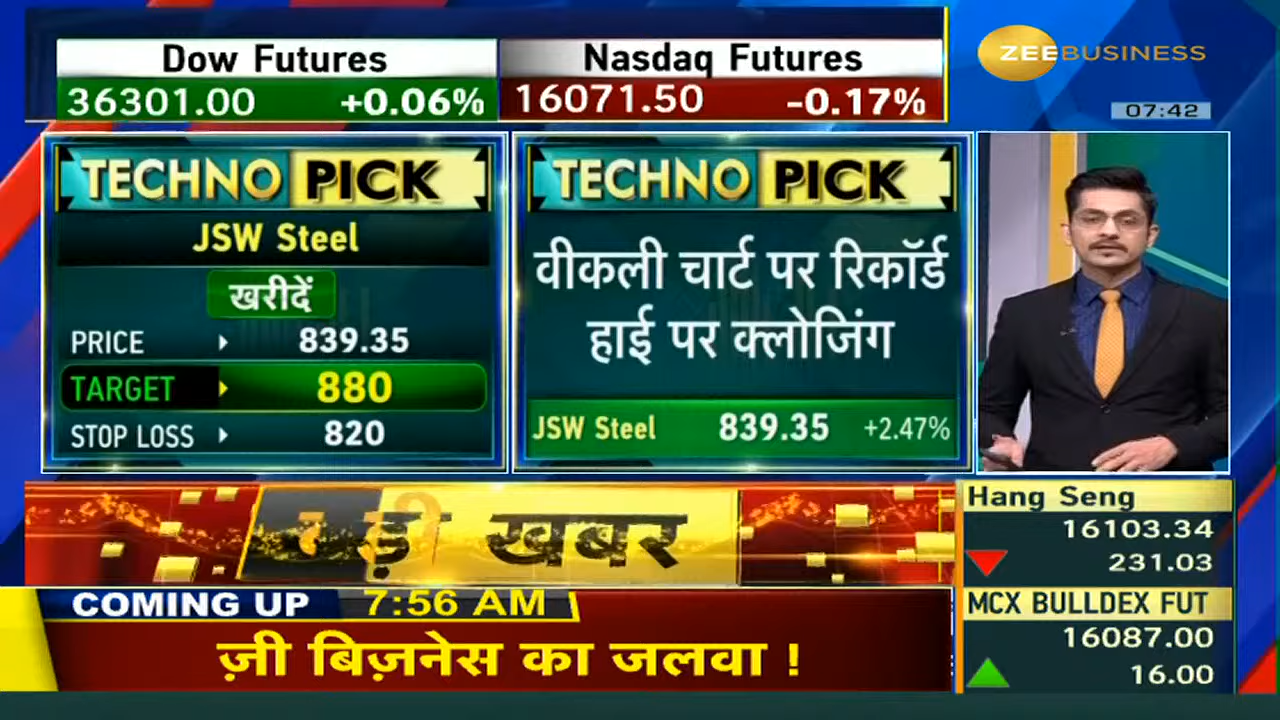 Dow Futures
36301.00 +0.06%
Nasdaq Futures
16071.50 -0.17%
ZEEBUSINESS
07:42
TECHNO PICK
JSW Steel
खरीदें
PRICE 839.35
TARGET 880
STOP LOSS 820
TECHNO PICK
वीकली चार्ट पर रिकॉर्ड
हाई पर क्लोजिंग
JSW Steel 839.35 +2.47%
खबर
Hang Seng
16103.34
231.03
MCX BULLDEX FUT
16087.00
16.00
COMING UP 7:56 AM
ज़ी बिज़नेस का जलवा !